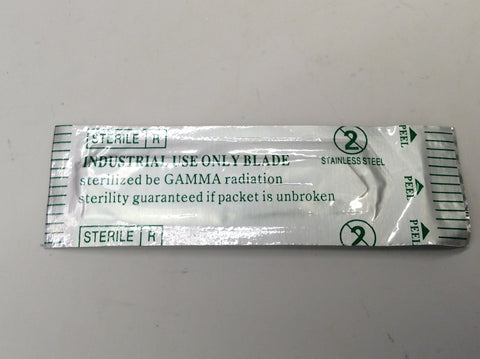 STERILE R
2
STAINLESS STEEL
PEEL
INDUSTRIAL USE ONLY BLADE
sterilized be GAMMA radiation
sterility guaranteed if packet is unbroken
PEEL
STERILE R
2
PEEL